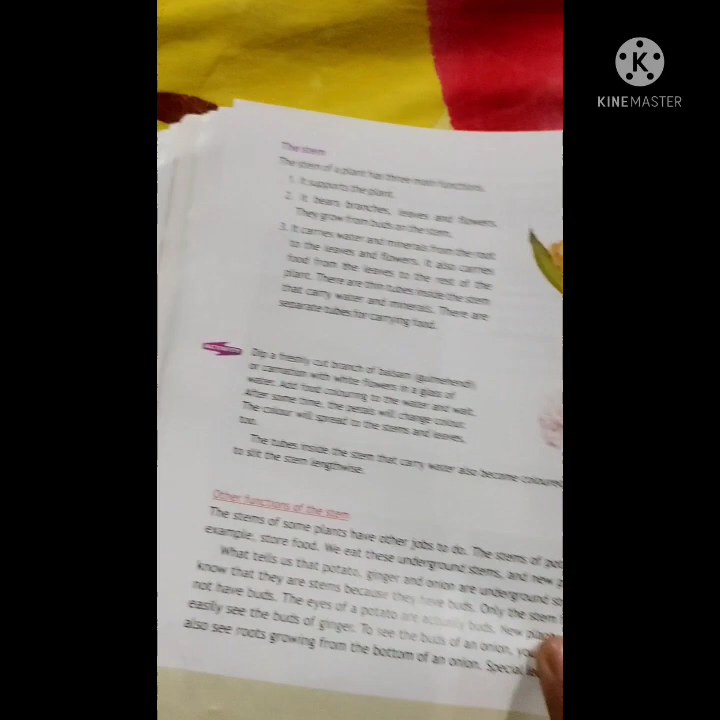 KINEMASTER
The stem
The stem of a plant has three main functions.
1. It supports the plant.
2. It bears branches, leaves and flowers.
They grow from buds on the stem.
3. It carries water and minerals from the root
to the leaves and flowers. It also carries
food from the leaves to the rest of the
plant. There are thin tubes inside the stem
that carry water and minerals. There are
separate tubes for carrying food.
Dip a freshly cut branch of balsam (gulmehendi)
or carnation with white flowers in a glass of
water. Add food colouring to the water and wait.
After some time, the petals will change colour.
The colour will spread to the stems and leaves,
too.
The tubes inside the stem that carry water also become coloured
to slit the stem lengthwise.
Other functions of the stem
The stems of some plants have other jobs to do. The stems of
example, store food. We eat these underground stems, and new
What tells us that potato, ginger and onion are underground
know that they are stems because they have buds. Only the stem
not have buds. The eyes of a potato are actually buds. New
easily see the buds of ginger. To see the buds of an onion,
also see roots growing from the bottom of an onion. Special